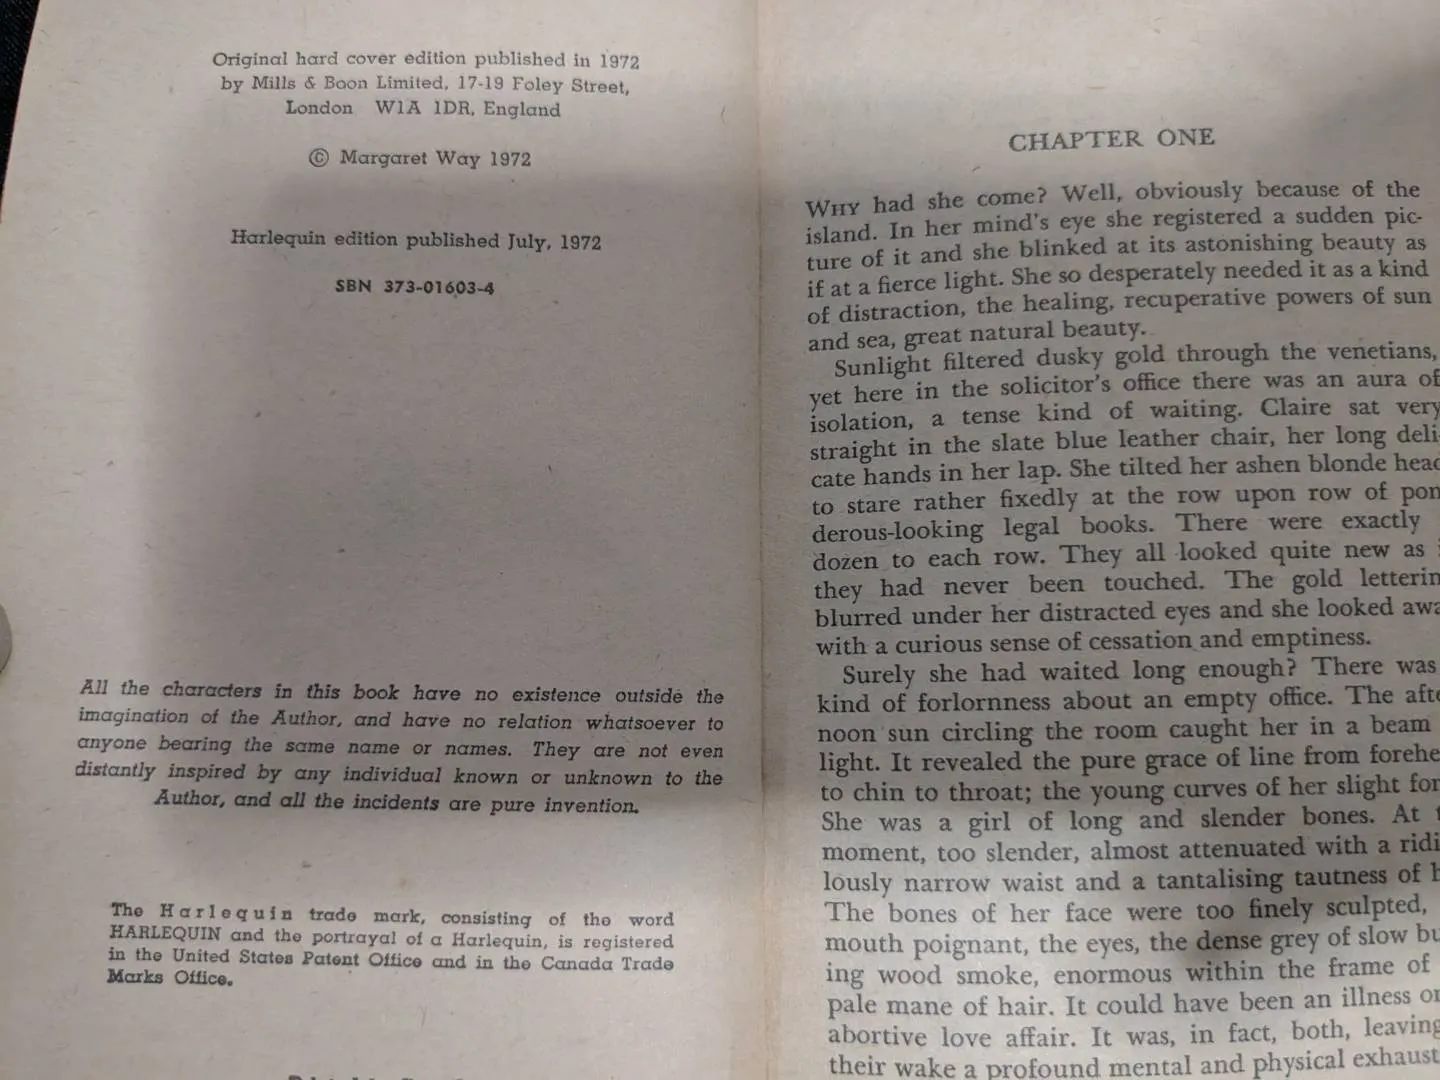 Original hard cover edition published in 1972
by Mills & Boon Limited, 17-19 Foley Street,
London W1A 1DR, England
© Margaret Way 1972
Harlequin edition published July, 1972
SBN 373-01603-4
All the characters in this book have no existence outside the
imagination of the Author, and have no relation whatsoever to
anyone bearing the same name or names. They are not even
distantly inspired by any individual known or unknown to the
Author, and all the incidents are pure invention.
The Harlequin trade mark, consisting of the word
HARLEQUIN and the portrayal of a Harlequin, is registered
in the United States Patent Office and in the Canada Trade
Marks Office.
CHAPTER ONE
WHY had she come? Well, obviously because of the
island. In her mind's eye she registered a sudden pic-
ture of it and she blinked at its astonishing beauty as
if at a fierce light. She so desperately needed it as a kind
of distraction, the healing, recuperative powers of sun
and sea, great natural beauty.
Sunlight filtered dusky gold through the venetians,
yet here in the solicitor's office there was an aura of
isolation, a tense kind of waiting. Claire sat very
straight in the slate blue leather chair, her long deli-
cate hands in her lap. She tilted her ashen blonde head
to stare rather fixedly at the row upon row of pon
derous-looking legal books. There were exactly
dozen to each row. They all looked quite new as
they had never been touched. The gold letterin
blurred under her distracted eyes and she looked awa
with a curious sense of cessation and emptiness.
Surely she had waited long enough? There was
kind of forlornness about an empty office. The afte
noon sun circling the room caught her in a beam
light. It revealed the pure grace of line from forehe
to chin to throat; the young curves of her slight for
She was a girl of long and slender bones. At
moment, too slender, almost attenuated with a ridi
lously narrow waist and a tantalising tautness of
The bones of her face were too finely sculpted,
mouth poignant, the eyes, the dense grey of slow bu
ing wood smoke, enormous within the frame of
pale mane of hair. It could have been an illness or
abortive love affair. It was, in fact, both, leaving
their wake a profound mental and physical exhaust